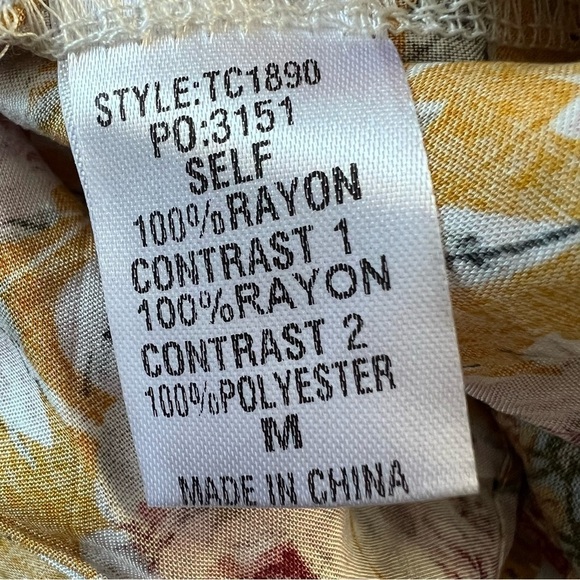 STYLE:TC1890
PO:3151
SELF
100%RAYON
CONTRAST 1
100%RAYON
CONTRAST 2
100%POLYESTER
M
MADE IN CHINA